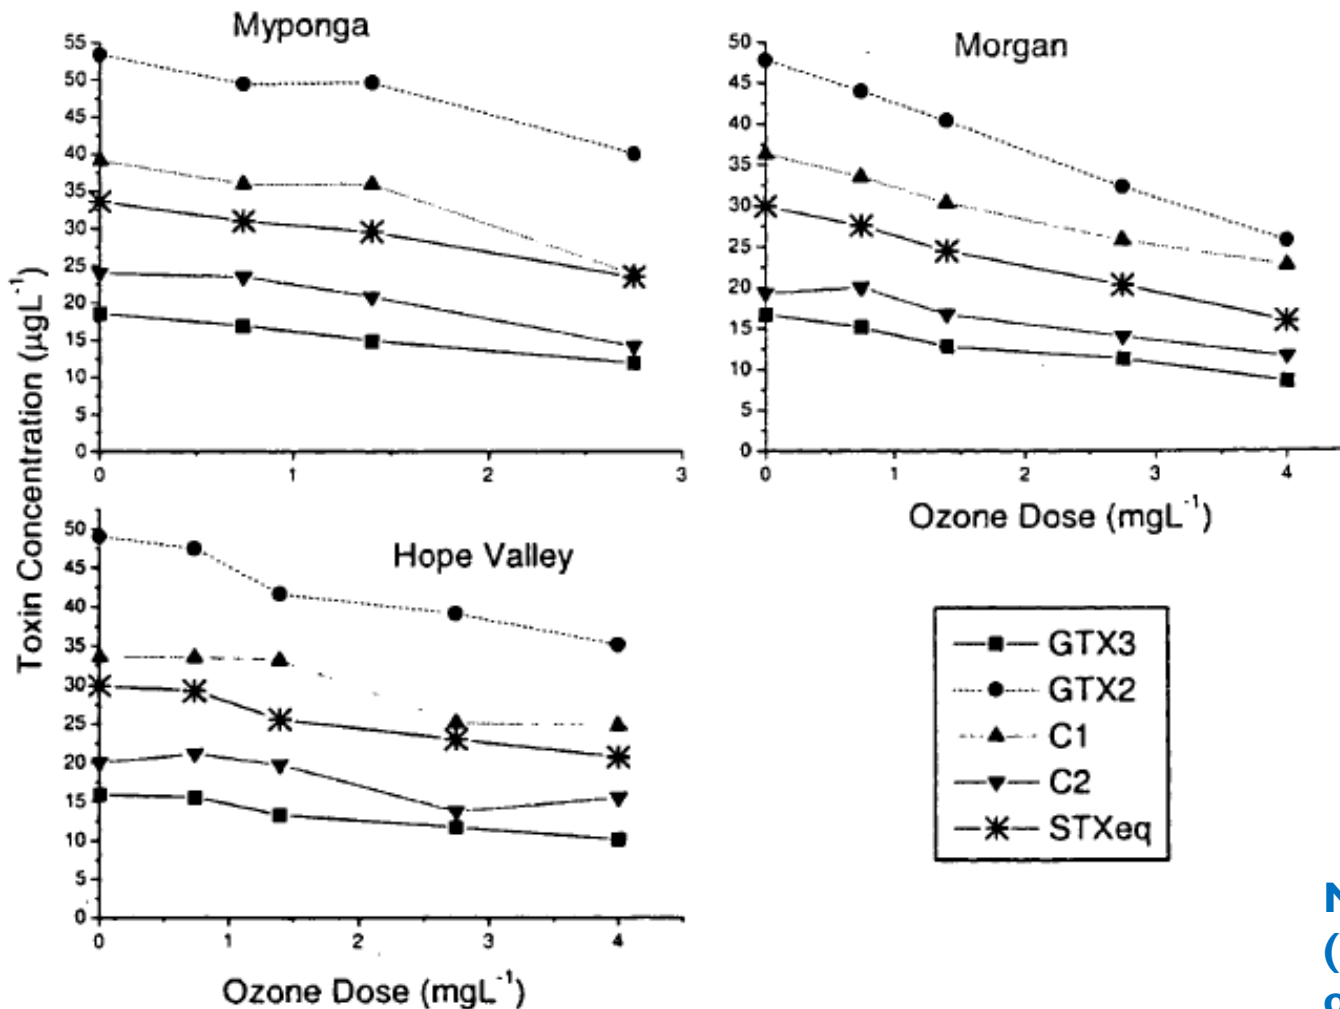 Myponga
55
50
45
40
35
30
25
20
15
10
5
0
0 1 2 3
Morgan
50
45
40
35
30
25
20
15
10
5
0
0 1 2 3 4
Ozone Dose (mgL⁻¹)
Toxin Concentration (µgL⁻¹)
Hope Valley
50
45
40
35
30
25
20
15
10
5
0
0 1 2 3 4
Ozone Dose (mgL⁻¹)
GTX3
GTX2
C1
C2
STXeq